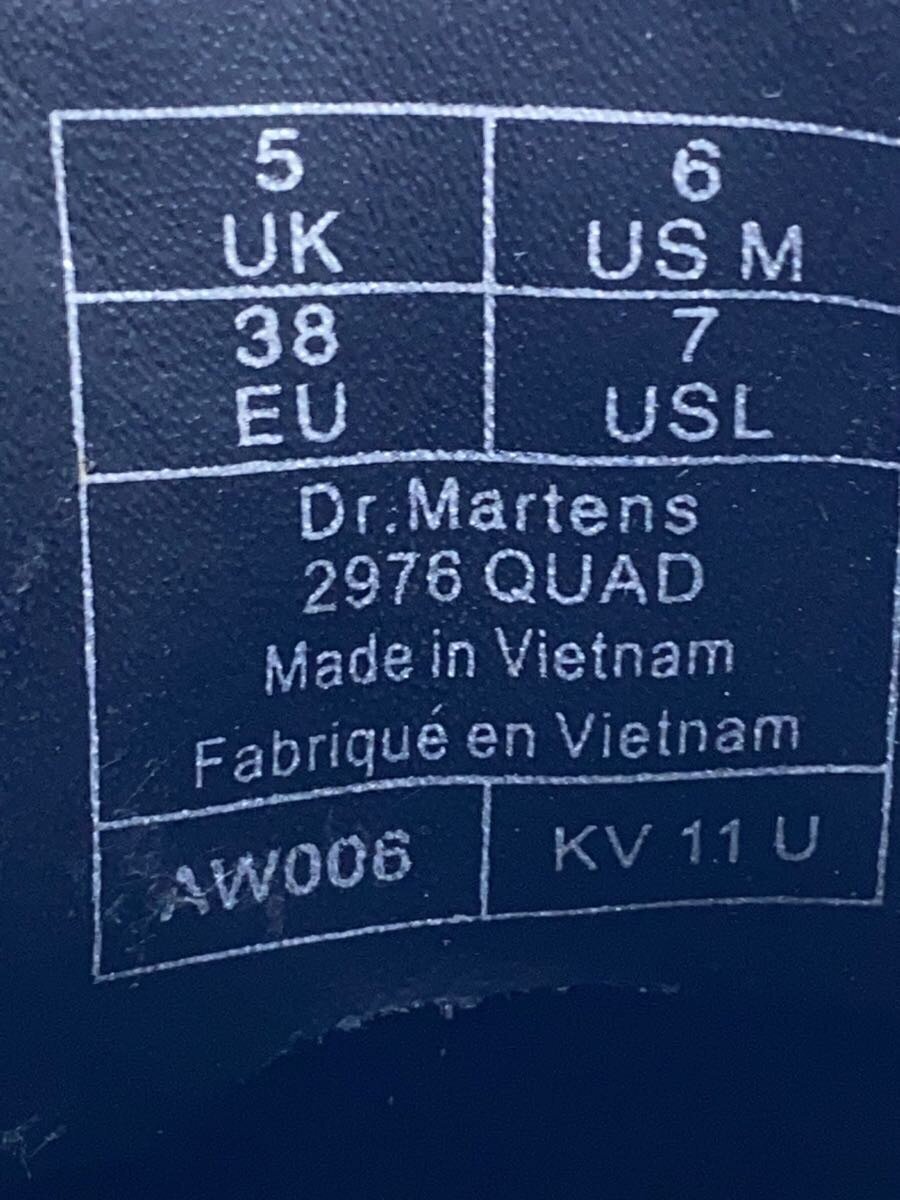 5
UK
6
US M
38
EU
7
USL
Dr.Martens
2976 QUAD
Made in Vietnam
Fabriqué en Vietnam
AW006
KV 11 U